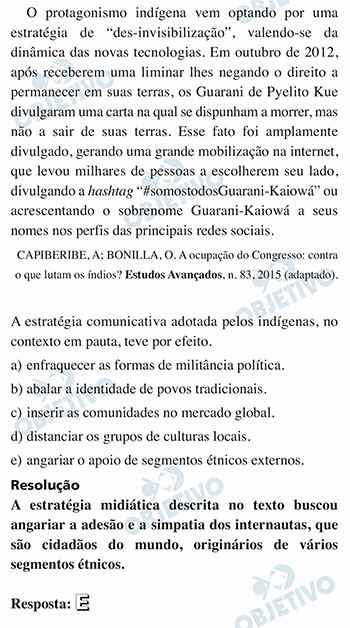 O protagonismo indígena vem optando por uma
estratégia de “des-invisibilização”, valendo-se da
dinâmica das novas tecnologias. Em outubro de 2012,
após receberem uma liminar lhes negando o direito a
permanecer em suas terras, os Guarani de Pyelito Kue
divulgaram uma carta na qual se dispunham a morrer, mas
não a sair de suas terras. Esse fato foi amplamente
divulgado, gerando uma grande mobilização na internet,
que levou milhares de pessoas a escolherem seu lado,
divulgando a hashtag “#somostodosGuarani-Kaiowá” ou
acrescentando o sobrenome Guarani-Kaiowá a seus
nomes nos perfis das principais redes sociais.
CAPIBERIBE, A; BONILLA, O. A ocupação do Congresso: contra
o que lutam os índios? Estudos Avançados, n. 83, 2015 (adaptado).
A estratégia comunicativa adotada pelos indígenas, no
contexto em pauta, teve por efeito.
a) enfraquecer as formas de militância política.
b) abalar a identidade de povos tradicionais.
c) inserir as comunidades no mercado global.
d) distanciar os grupos de culturas locais.
e) angariar o apoio de segmentos étnicos externos.
Resolução
A estratégia midiática descrita no texto buscou
angariar a adesão e a simpatia dos internautas, que
são cidadãos do mundo, originários de vários
segmentos étnicos.
Resposta: E
OBJETIVO
OBJETIVO
OBJETIVO
OBJETIVO
OBJETIVO
OBJETIVO